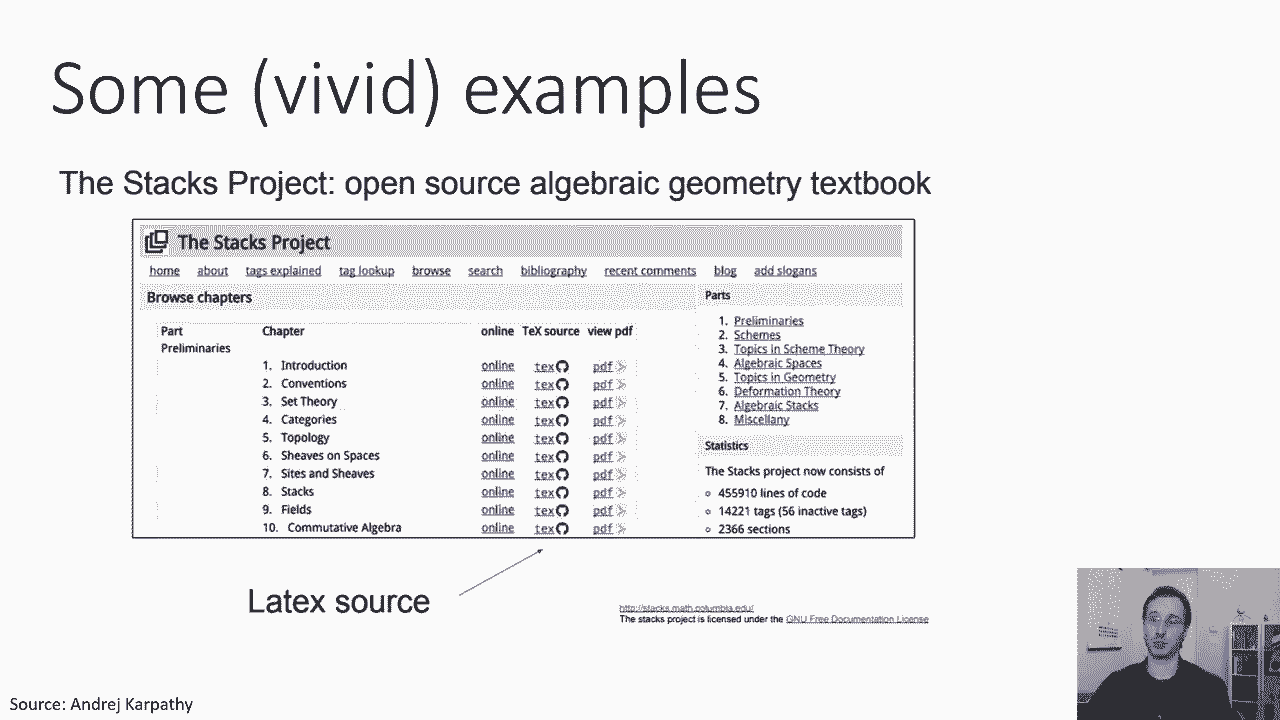 Some (vivid) examples
The Stacks Project: open source algebraic geometry textbook
The Stacks Project
home about tags explained tag lookup browse search bibliography recent comments blog add slogans
Browse chapters
Part Chapter online TeX source view pdf
Preliminaries
1. Introduction online tex pdf
2. Conventions online tex pdf
3. Set Theory online tex pdf
4. Categories online tex pdf
5. Topology online tex pdf
6. Sheaves on Spaces online tex pdf
7. Sites and Sheaves online tex pdf
8. Stacks online tex pdf
9. Fields online tex pdf
10. Commutative Algebra online tex pdf
Parts
1. Preliminaries
2. Schemes
3. Topics in Scheme Theory
4. Algebraic Spaces
5. Topics in Geometry
6. Deformation Theory
7. Algebraic Stacks
8. Miscellany
Statistics
The Stacks project now consists of
455910 lines of code
14221 tags (56 inactive tags)
2366 sections
Latex source
http://stacks.math.columbia.edu/
The stacks project is licensed under the GNU Free Documentation License
Source: Andrej Karpathy